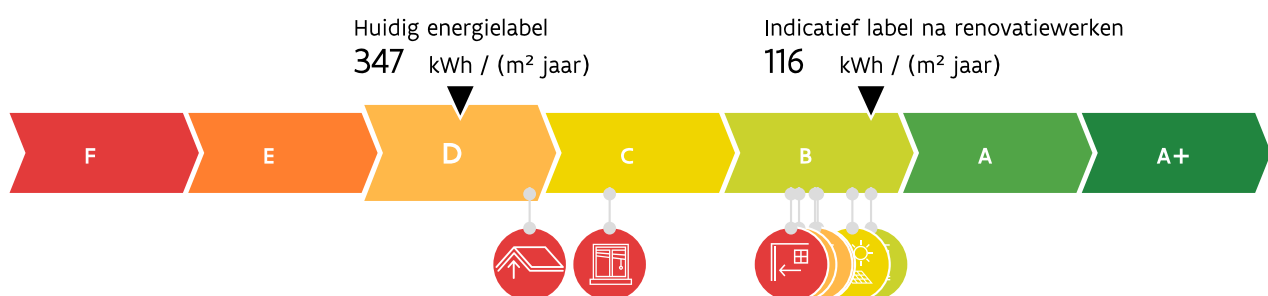 Huidig energielabel
347 kWh / (m² jaar)
Indicatief label na renovatiewerken
116 kWh / (m² jaar)
F E D C B A A+